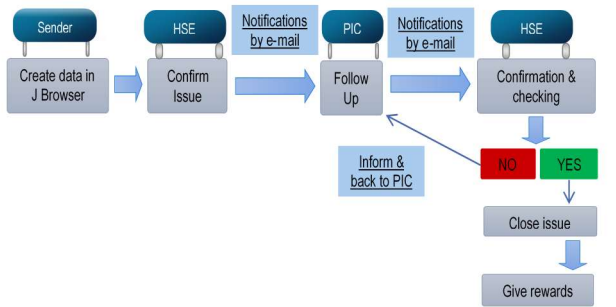 Sender
Create data in
J Browser
HSE
Confirm
Issue
Notifications
by e-mail
PIC
Follow
Up
Notifications
by e-mail
HSE
Confirmation &
checking
NO
YES
Inform &
back to PIC
Close issue
Give rewards